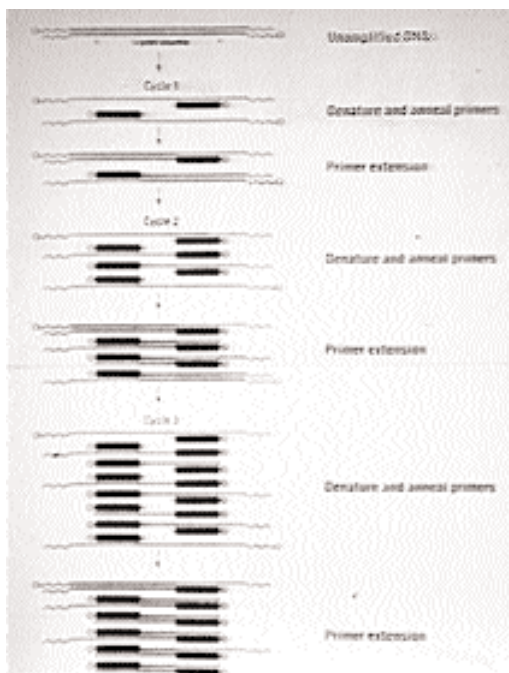 Unamplified DNA
Cycle 1
Denature and anneal primers
Primer extension
Cycle 2
Denature and anneal primers
Primer extension
Cycle 3
Denature and anneal primers
Primer extension